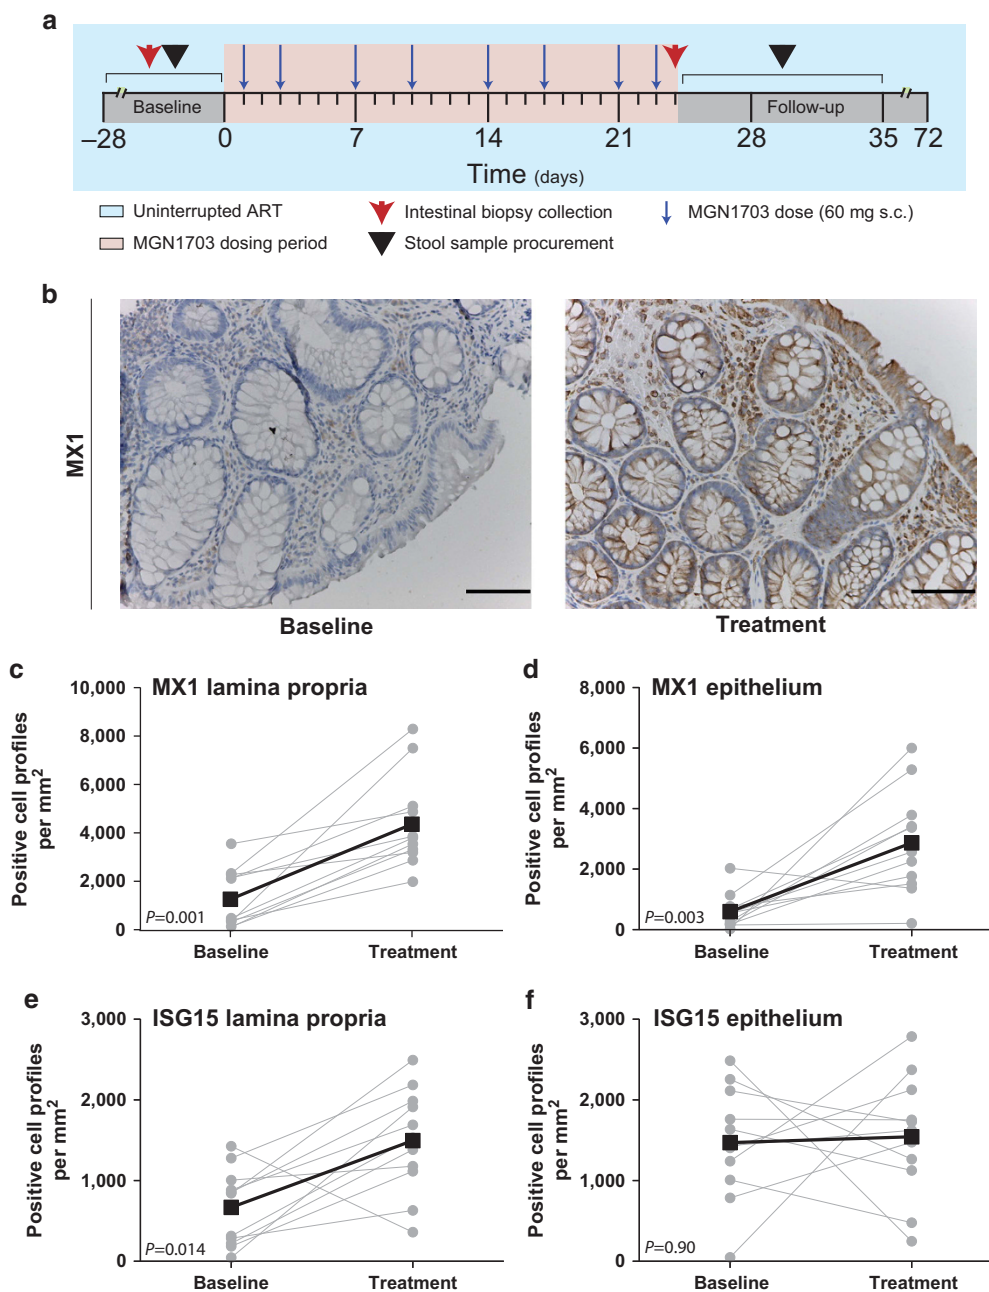 a
Baseline
Follow-up
–28
0
7
14
21
28
35
72
Time (days)
Uninterrupted ART
Intestinal biopsy collection
MGN1703 dose (60 mg s.c.)
MGN1703 dosing period
Stool sample procurement
b
MX1
Baseline
Treatment
c
MX1 lamina propria
10,000
8,000
6,000
4,000
2,000
0
Positive cell profiles
per mm2
P=0.001
Baseline
Treatment
d
MX1 epithelium
8,000
6,000
4,000
2,000
0
Positive cell profiles
per mm2
P=0.003
Baseline
Treatment
e
ISG15 lamina propria
3,000
2,000
1,000
0
Positive cell profiles
per mm2
P=0.014
Baseline
Treatment
f
ISG15 epithelium
3,000
2,000
1,000
0
Positive cell profiles
per mm2
P=0.90
Baseline
Treatment